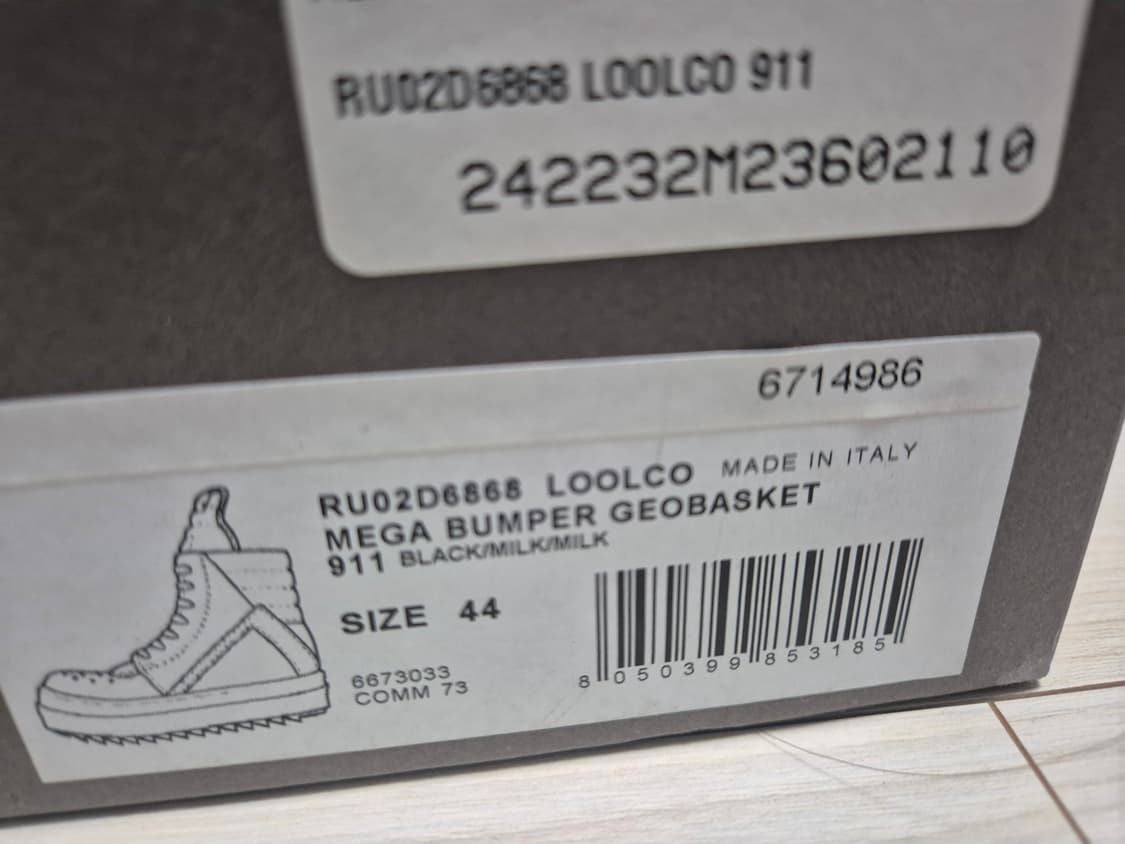 RU02D6868 LOOLCO 911
242232M23602110
6714986
RU02D6868 LOOLCO MADE IN ITALY
MEGA BUMPER GEOBASKET
911 BLACK/MILK/MILK
SIZE 44
6673033
COMM 73
8 050399 853185